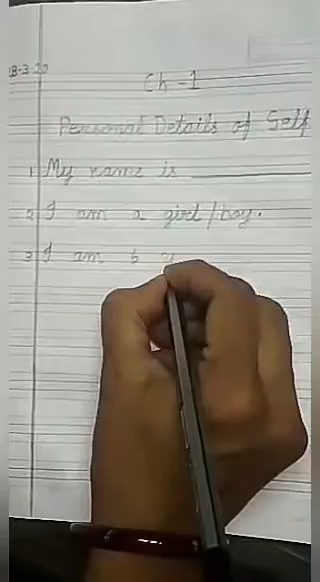 18-3-20
Ch-1
Personal Details of Self
1 My name is ________
2 I am a girl/boy.
3 I am 6 y